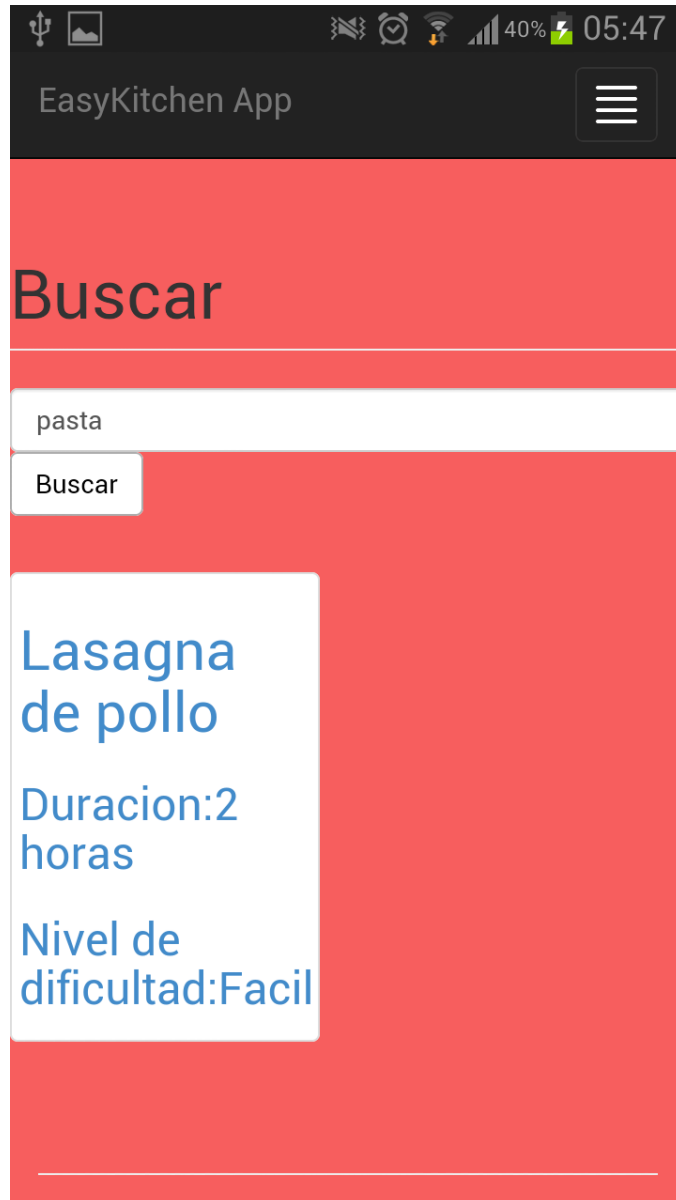 40% 05:47
EasyKitchen App
Buscar
pasta
Buscar
Lasagna
de pollo
Duracion:2
horas
Nivel de
dificultad:Facil